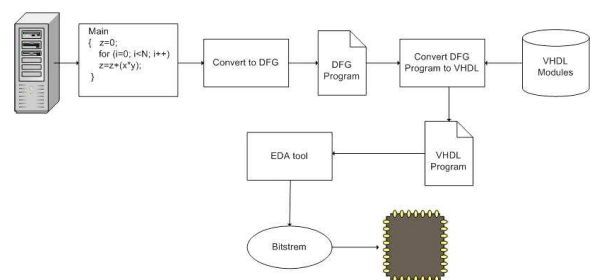 Main
{ z=0;
for (i=0; i<N; i++)
z=z+(x*y);
}
Convert to DFG
DFG
Program
Convert DFG
Program to VHDL
VHDL
Modules
EDA tool
VHDL
Program
Bitstrem